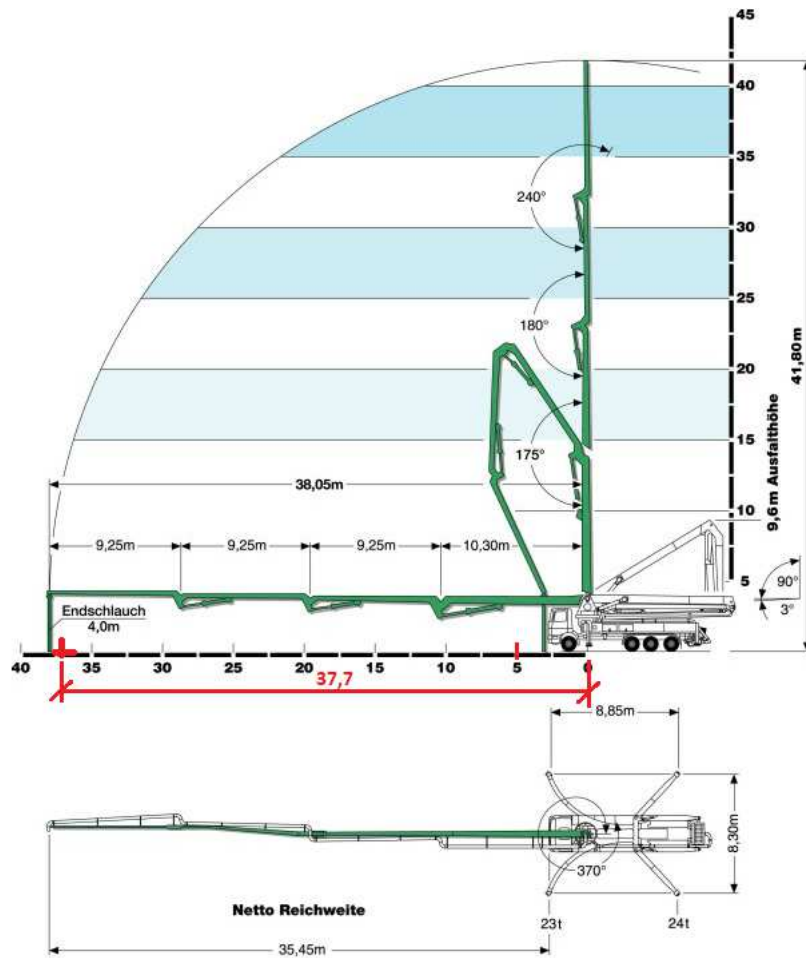 45
40
35
240°
30
25
180°
20
15
175°
38,05m
10
9,25m
9,25m
9,25m
10,30m
5
90°
3°
Endschlauch
4,0m
9,6m Ausfalthöhe
41,80m
40
35
30
25
20
15
10
5
0
37,7
8,85m
8,30m
370°
Netto Reichweite
23t
24t
35,45m